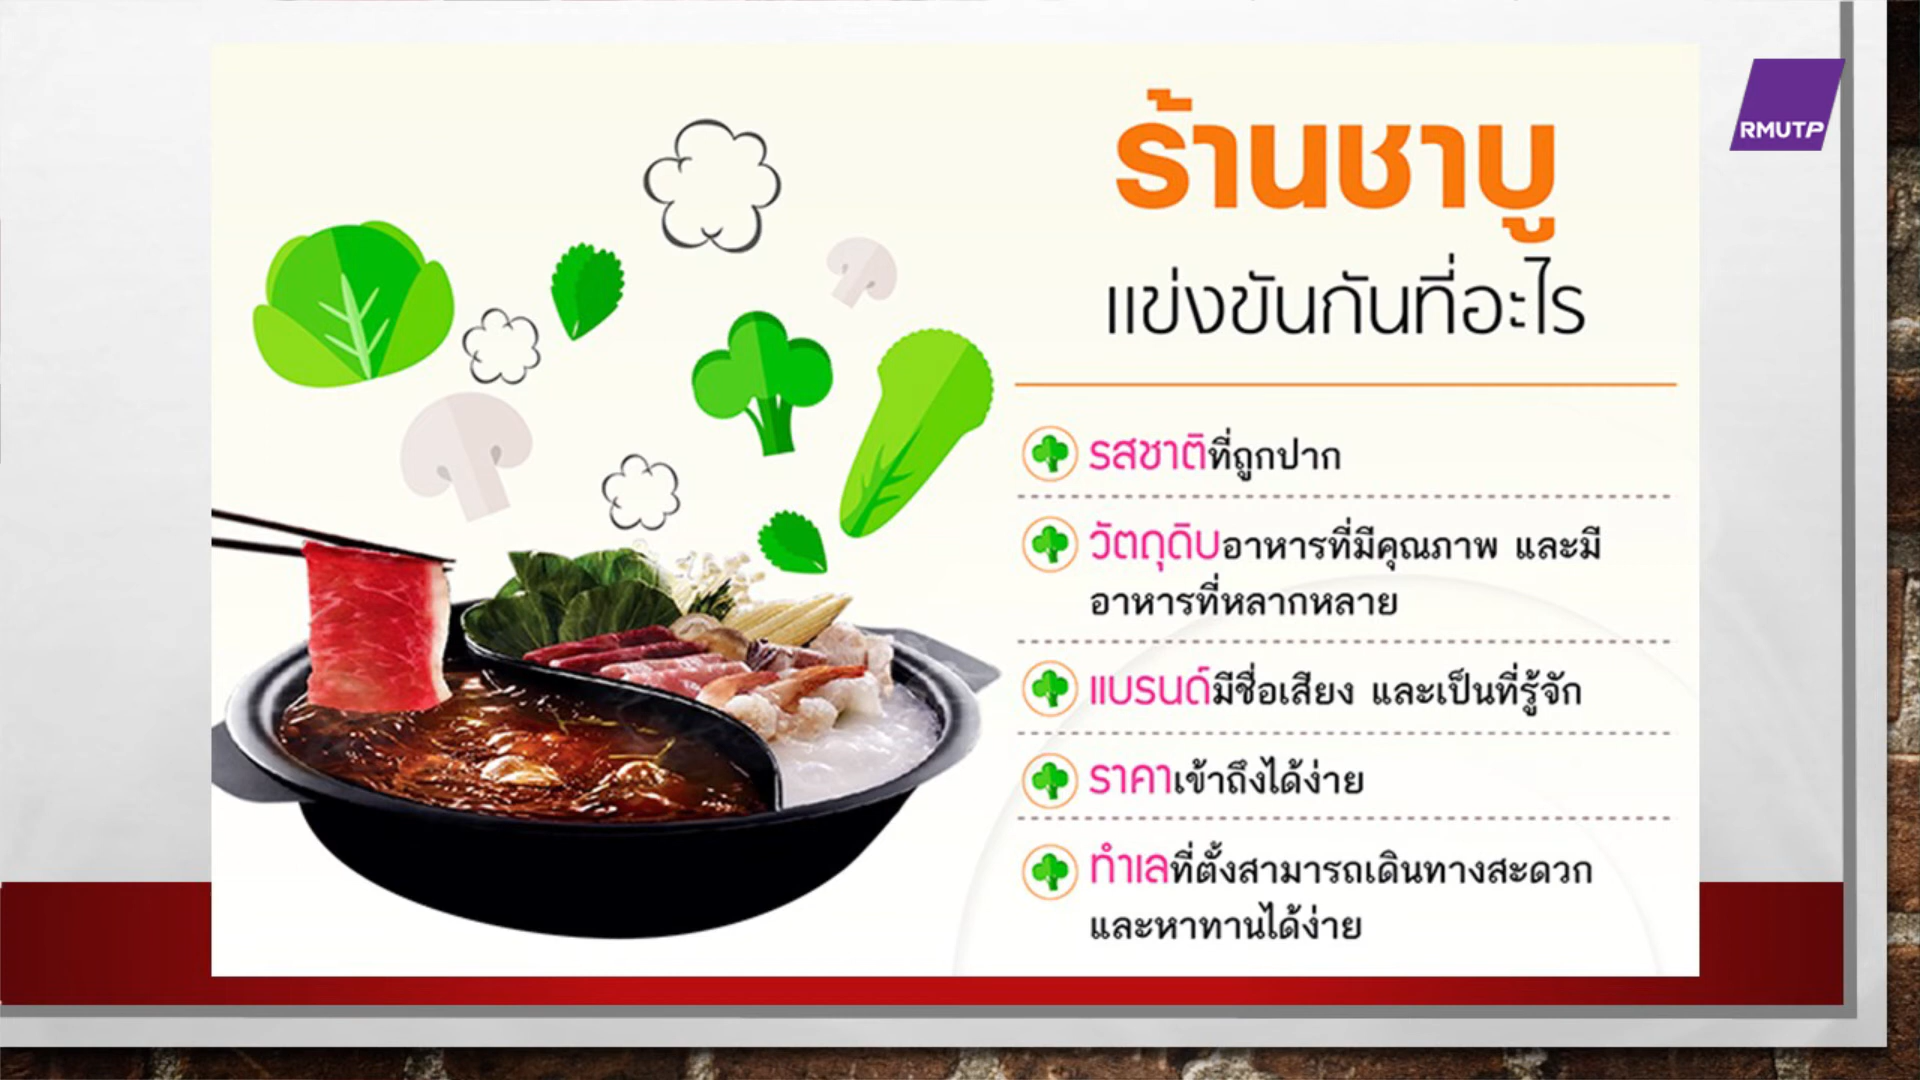 RMUTP
ร้านชาบู
แข่งขันกันที่อะไร
รสชาติที่ถูกปาก
วัตถุดิบอาหารที่มีคุณภาพ และมี
อาหารที่หลากหลาย
แบรนด์มีชื่อเสียง และเป็นที่รู้จัก
ราคาเข้าถึงได้ง่าย
ทำเลที่ตั้งสามารถเดินทางสะดวก
และหาทานได้ง่าย